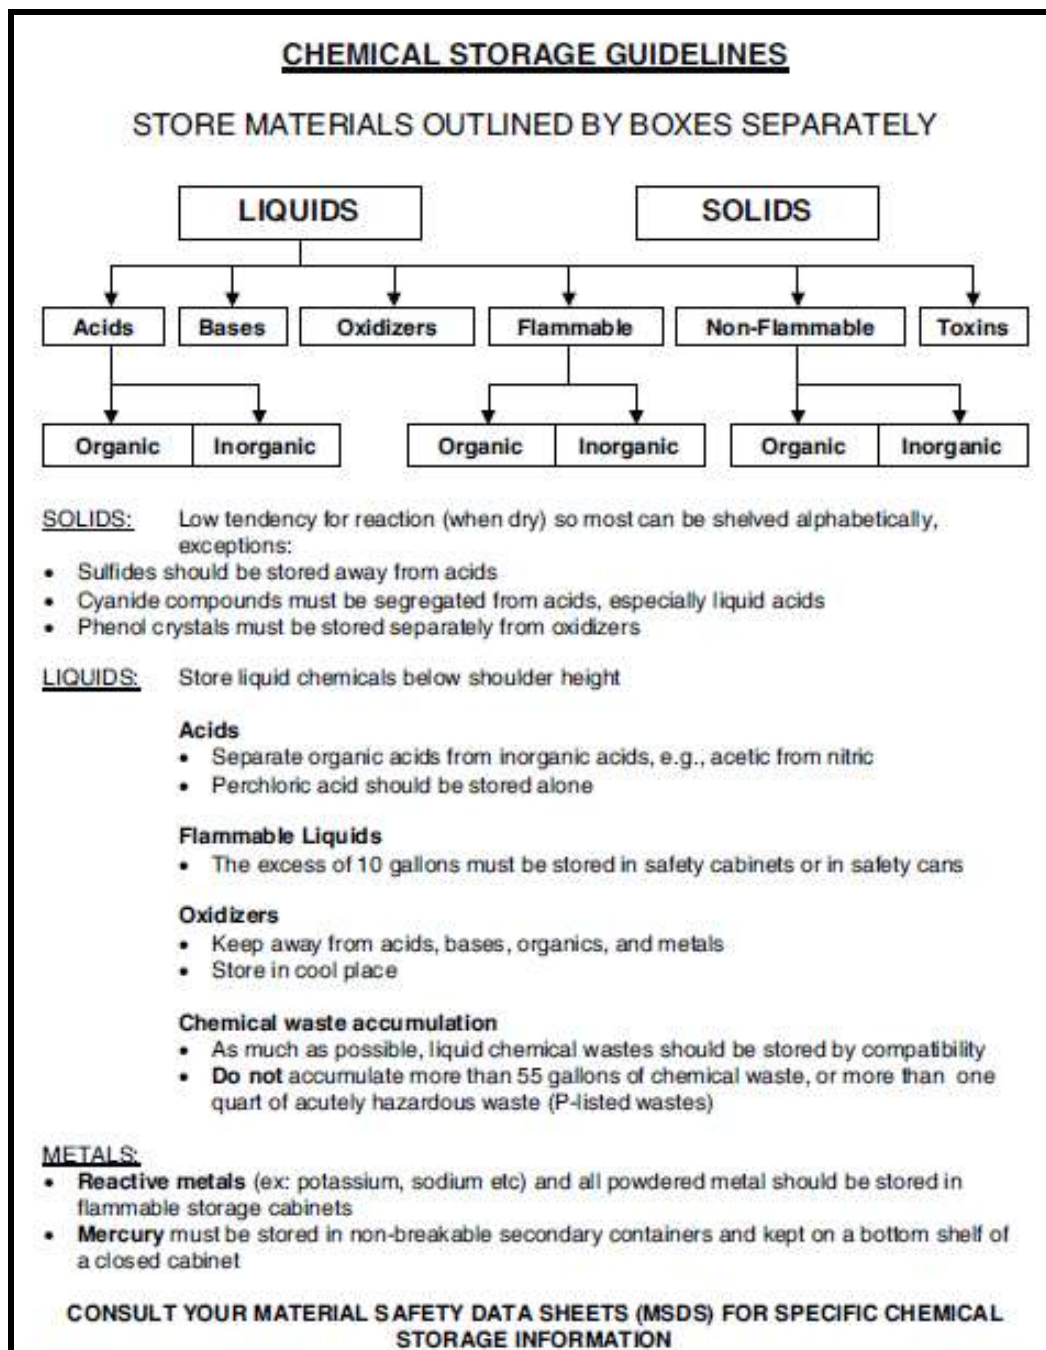 CHEMICAL STORAGE GUIDELINES
STORE MATERIALS OUTLINED BY BOXES SEPARATELY
LIQUIDS
SOLIDS
Acids
Bases
Oxidizers
Flammable
Non-Flammable
Toxins
Organic
Inorganic
Organic
Inorganic
Organic
Inorganic
SOLIDS: Low tendency for reaction (when dry) so most can be shelved alphabetically,
exceptions:
• Sulfides should be stored away from acids
• Cyanide compounds must be segregated from acids, especially liquid acids
• Phenol crystals must be stored separately from oxidizers
LIQUIDS: Store liquid chemicals below shoulder height
Acids
• Separate organic acids from inorganic acids, e.g., acetic from nitric
• Perchloric acid should be stored alone
Flammable Liquids
• The excess of 10 gallons must be stored in safety cabinets or in safety cans
Oxidizers
• Keep away from acids, bases, organics, and metals
• Store in cool place
Chemical waste accumulation
• As much as possible, liquid chemical wastes should be stored by compatibility
• Do not accumulate more than 55 gallons of chemical waste, or more than one
quart of acutely hazardous waste (P-listed wastes)
METALS:
• Reactive metals (ex: potassium, sodium etc) and all powdered metal should be stored in
flammable storage cabinets
• Mercury must be stored in non-breakable secondary containers and kept on a bottom shelf of
a closed cabinet
CONSULT YOUR MATERIAL SAFETY DATA SHEETS (MSDS) FOR SPECIFIC CHEMICAL
STORAGE INFORMATION